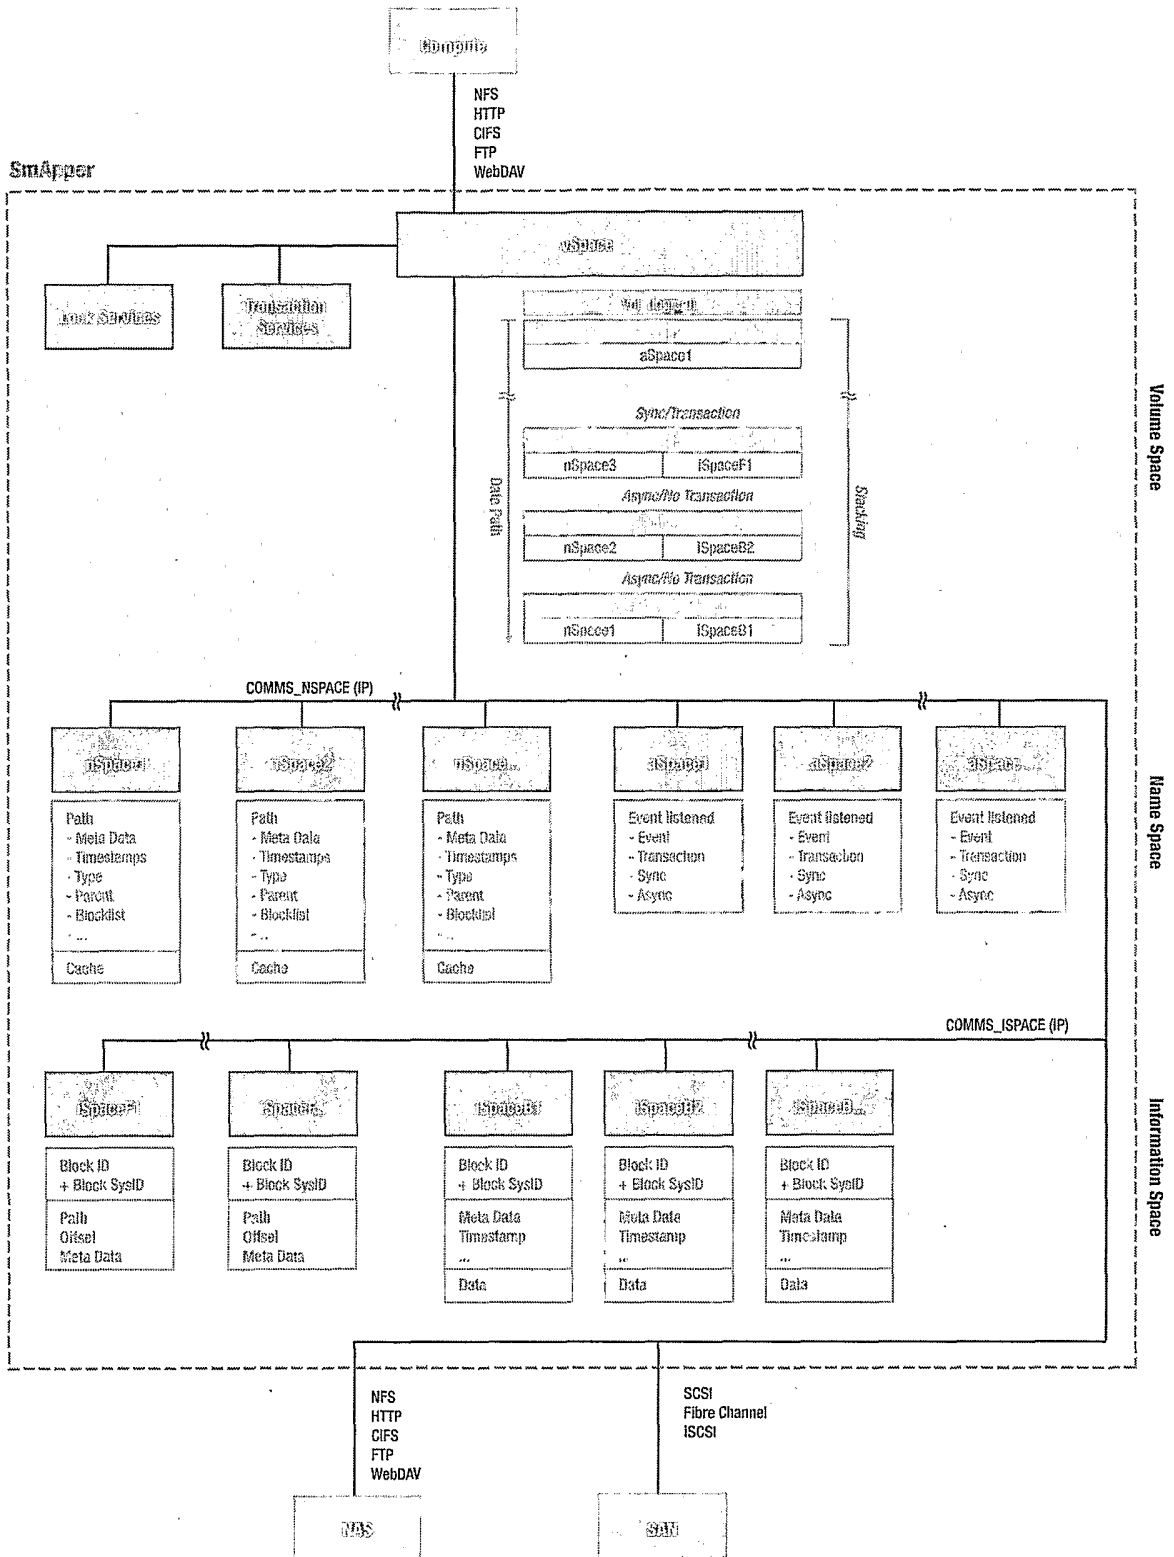 Compute
NFS
HTTP
CIFS
FTP
WebDAV
SmApper
vSpace
Lock Services
Transaction
Services
aSpace1
Sync/Transaction
nSpace3
iSpaceF1
Async/No Transaction
nSpace2
iSpaceB2
Async/No Transaction
nSpace1
iSpaceB1
Data Path
Stacking
Volume Space
COMMS_NSPACE (IP)
nSpace1
nSpace2
nSpace...
aSpace1
aSpace2
aSpace...
Path
- Meta Data
- Timestamps
- Type
- Parent
- Blocklist
- ...
Cache
Path
- Meta Data
- Timestamps
- Type
- Parent
- Blocklist
- ...
Cache
Path
- Meta Data
- Timestamps
- Type
- Parent
- Blocklist
- ...
Cache
Event listened
- Event
- Transaction
- Sync
- Async
Event listened
- Event
- Transaction
- Sync
- Async
Event listened
- Event
- Transaction
- Sync
- Async
Name Space
COMMS_ISPACE (IP)
iSpaceF1
iSpaceB1
iSpaceB2
iSpaceB...
Block ID
+ Block SysID
Path
Offset
Meta Data
Block ID
+ Block SysID
Path
Offset
Meta Data
Block ID
+ Block SysID
Meta Data
Timestamp
...
Data
Block ID
+ Block SysID
Meta Data
Timestamp
...
Data
Block ID
+ Block SysID
Meta Data
Timestamp
...
Data
Information Space
NFS
HTTP
CIFS
FTP
WebDAV
SCSI
Fibre Channel
iSCSI
NAS
SAN